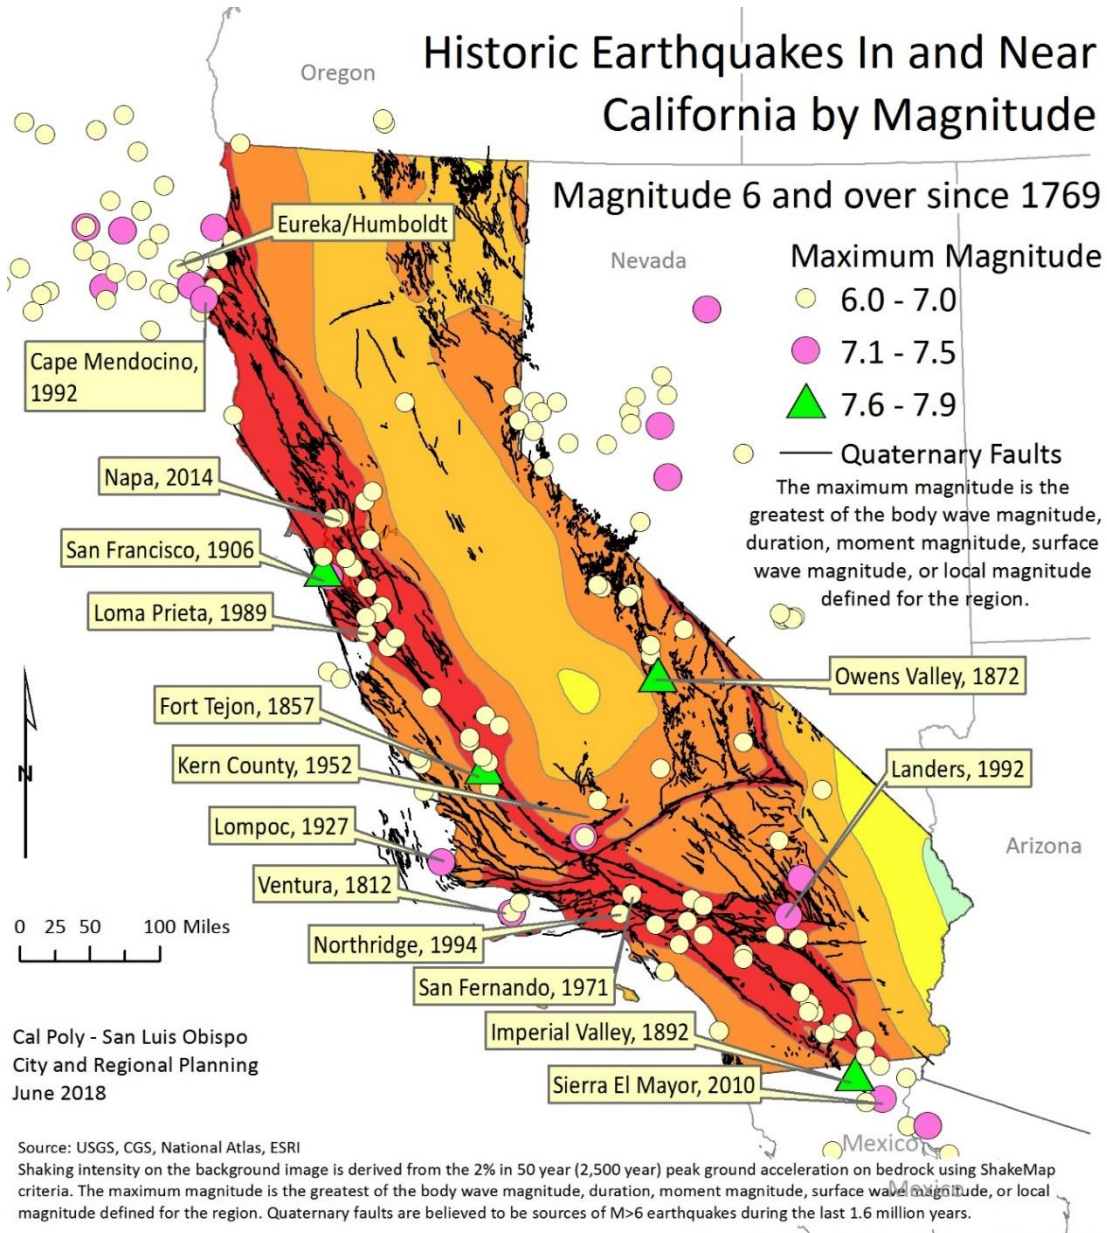 Historic Earthquakes In and Near
California by Magnitude
Oregon
Magnitude 6 and over since 1769
Eureka/Humboldt
Nevada
Maximum Magnitude
6.0 - 7.0
7.1 - 7.5
7.6 - 7.9
Quaternary Faults
The maximum magnitude is the
greatest of the body wave magnitude,
duration, moment magnitude, surface
wave magnitude, or local magnitude
defined for the region.
Cape Mendocino,
1992
Napa, 2014
San Francisco, 1906
Loma Prieta, 1989
Owens Valley, 1872
Fort Tejon, 1857
Kern County, 1952
Landers, 1992
Lompoc, 1927
Arizona
Ventura, 1812
N
0 25 50 100 Miles
Northridge, 1994
San Fernando, 1971
Imperial Valley, 1892
Sierra El Mayor, 2010
Cal Poly - San Luis Obispo
City and Regional Planning
June 2018
Mexico
Mexico
Source: USGS, CGS, National Atlas, ESRI
Shaking intensity on the background image is derived from the 2% in 50 year (2,500 year) peak ground acceleration on bedrock using ShakeMap
criteria. The maximum magnitude is the greatest of the body wave magnitude, duration, moment magnitude, surface wave magnitude, or local
magnitude defined for the region. Quaternary faults are believed to be sources of M>6 earthquakes during the last 1.6 million years.